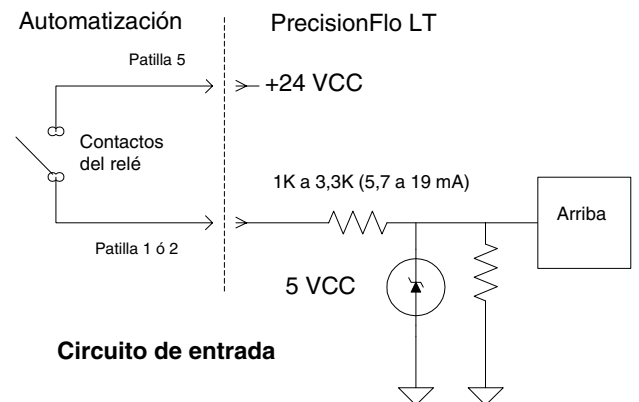 Automatización
PrecisionFlo LT
Patilla 5
+24 VCC
Contactos
del relé
1K a 3,3K (5,7 a 19 mA)
Arriba
Patilla 1 ó 2
5 VCC
Circuito de entrada